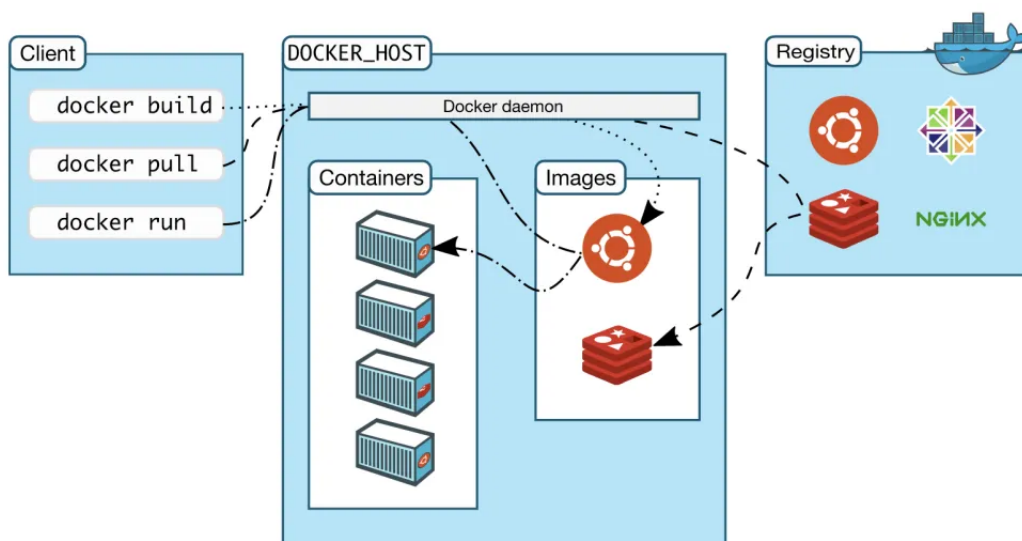 Client
docker build
docker pull
docker run
DOCKER_HOST
Docker daemon
Containers
Images
Registry
NGINX